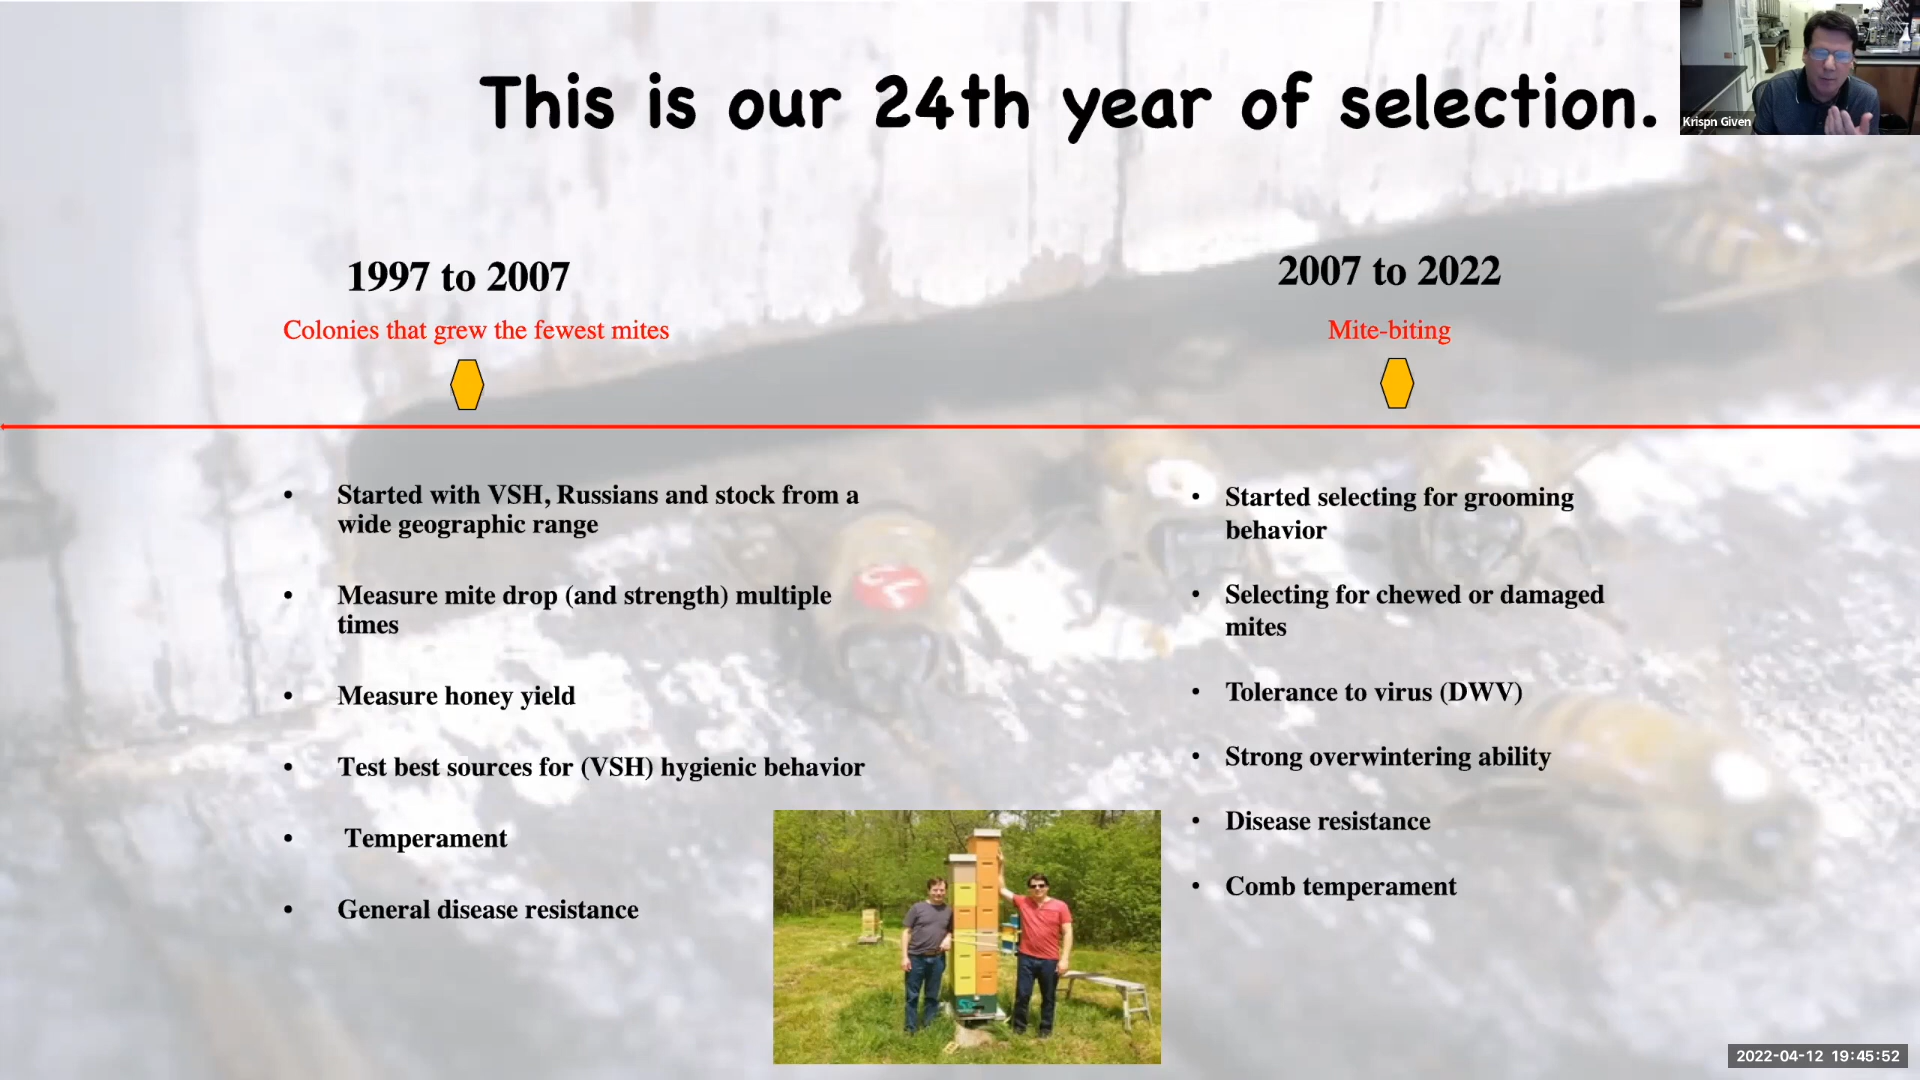 This is our 24th year of selection.
Krispn Given
1997 to 2007
Colonies that grew the fewest mites
• Started with VSH, Russians and stock from a
wide geographic range
• Measure mite drop (and strength) multiple
times
• Measure honey yield
• Test best sources for (VSH) hygienic behavior
• Temperament
• General disease resistance
2007 to 2022
Mite-biting
• Started selecting for grooming
behavior
• Selecting for chewed or damaged
mites
• Tolerance to virus (DWV)
• Strong overwintering ability
• Disease resistance
• Comb temperament
2022-04-12 19:45:52